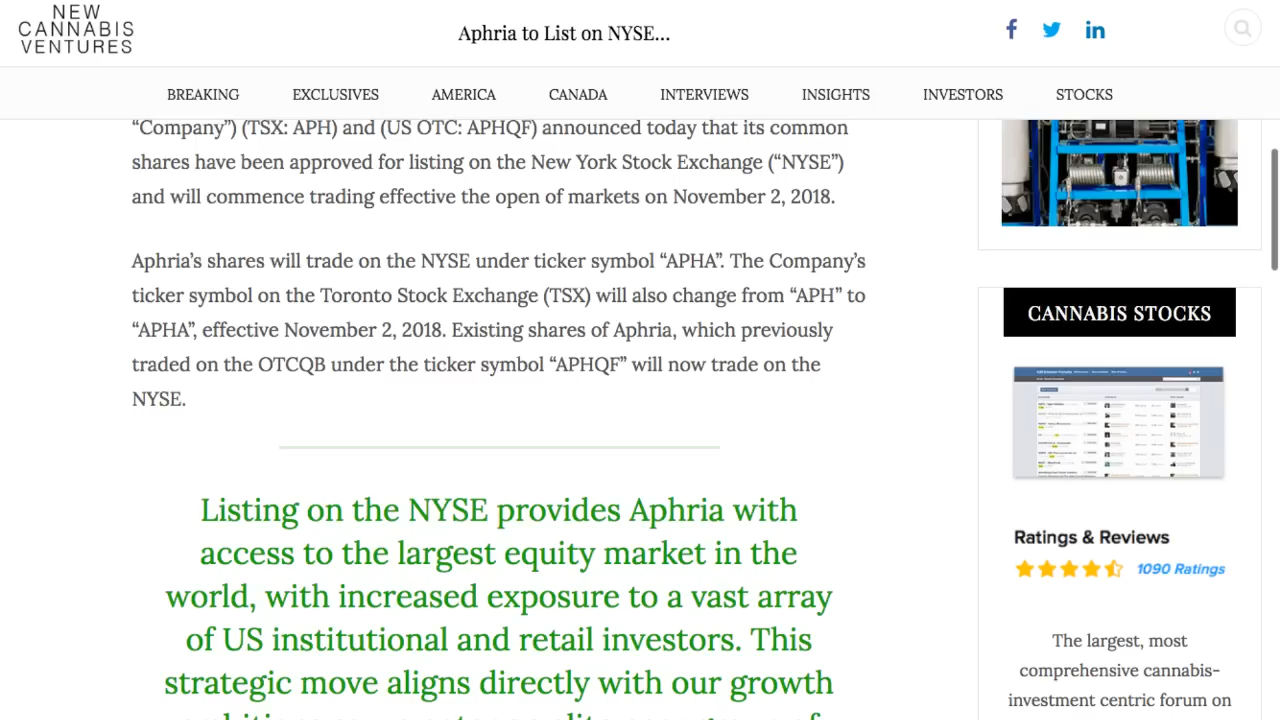 NEW
CANNABIS
VENTURES
Aphria to List on NYSE...
BREAKING EXCLUSIVES AMERICA CANADA INTERVIEWS INSIGHTS INVESTORS STOCKS
“Company”) (TSX: APH) and (US OTC: APHQF) announced today that its common
shares have been approved for listing on the New York Stock Exchange (“NYSE”)
and will commence trading effective the open of markets on November 2, 2018.
Aphria’s shares will trade on the NYSE under ticker symbol “APHA”. The Company’s
ticker symbol on the Toronto Stock Exchange (TSX) will also change from “APH” to
“APHA”, effective November 2, 2018. Existing shares of Aphria, which previously
traded on the OTCQB under the ticker symbol “APHQF” will now trade on the
NYSE.
Listing on the NYSE provides Aphria with
access to the largest equity market in the
world, with increased exposure to a vast array
of US institutional and retail investors. This
strategic move aligns directly with our growth
CANNABIS STOCKS
Ratings & Reviews
1090 Ratings
The largest, most
comprehensive cannabis-
investment centric forum on